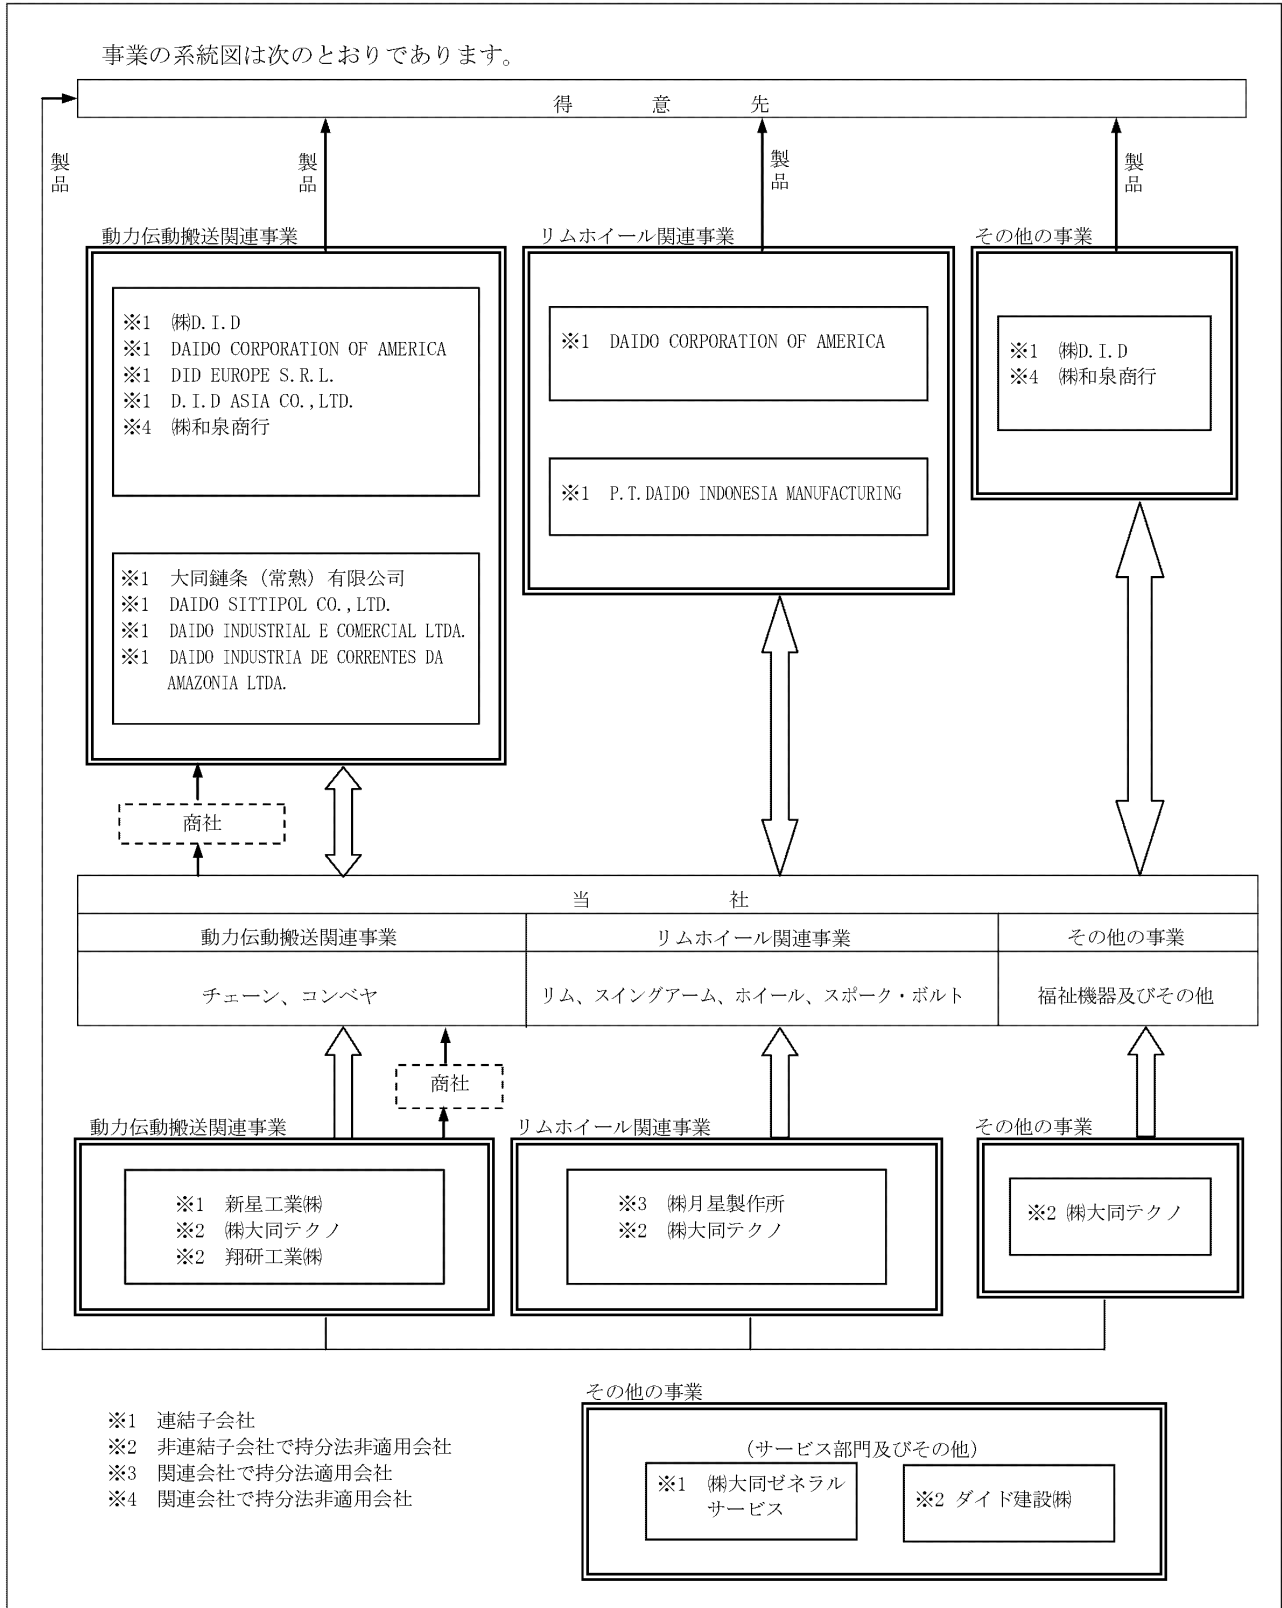 事業の系統図は次のとおりであります。
得意先
製品
製品
製品
製品
動力伝動搬送関連事業
※1 ㈱D.I.D
※1 DAIDO CORPORATION OF AMERICA
※1 DID EUROPE S.R.L.
※1 D.I.D ASIA CO.,LTD.
※4 ㈱和泉商行
※1 大同鏈条（常熟）有限公司
※1 DAIDO SITTIPOL CO.,LTD.
※1 DAIDO INDUSTRIAL E COMERCIAL LTDA.
※1 DAIDO INDUSTRIA DE CORRENTES DA
AMAZONIA LTDA.
リムホイール関連事業
※1 DAIDO CORPORATION OF AMERICA
※1 P.T.DAIDO INDONESIA MANUFACTURING
その他の事業
※1 ㈱D.I.D
※4 ㈱和泉商行
商社
当社
動力伝動搬送関連事業
リムホイール関連事業
その他の事業
チェーン、コンベヤ
リム、スイングアーム、ホイール、スポーク・ボルト
福祉機器及びその他
商社
動力伝動搬送関連事業
※1 新星工業㈱
※2 ㈱大同テクノ
※2 翔研工業㈱
リムホイール関連事業
※3 ㈱月星製作所
※2 ㈱大同テクノ
その他の事業
※2 ㈱大同テクノ
※1 連結子会社
※2 非連結子会社で持分法非適用会社
※3 関連会社で持分法適用会社
※4 関連会社で持分法非適用会社
その他の事業
（サービス部門及びその他）
※1 ㈱大同ゼネラル
サービス
※2 ダイド建設㈱